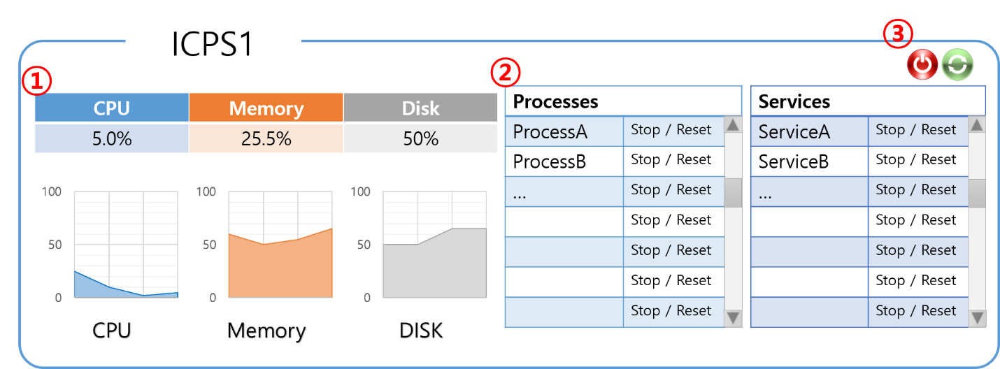 ICPS1
①
CPU Memory Disk
5.0% 25.5% 50%
100
50
0
CPU
100
50
0
Memory
100
50
0
DISK
②
Processes
ProcessA Stop / Reset
ProcessB Stop / Reset
... Stop / Reset
Stop / Reset
Stop / Reset
Stop / Reset
Stop / Reset
③
Services
ServiceA Stop / Reset
ServiceB Stop / Reset
... Stop / Reset
Stop / Reset
Stop / Reset
Stop / Reset
Stop / Reset